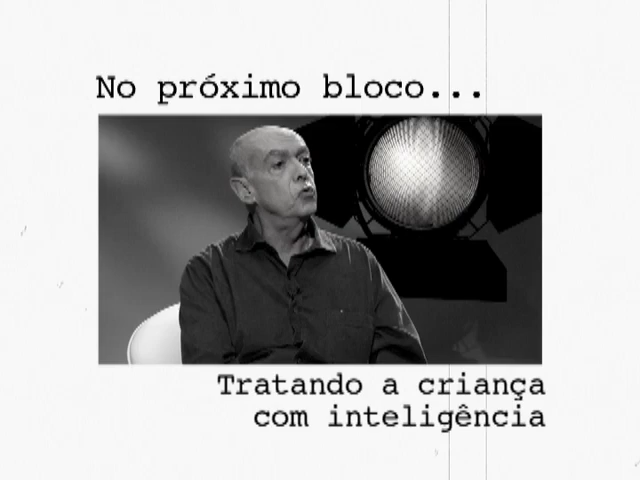 No próximo bloco...
Tratando a criança
com inteligência